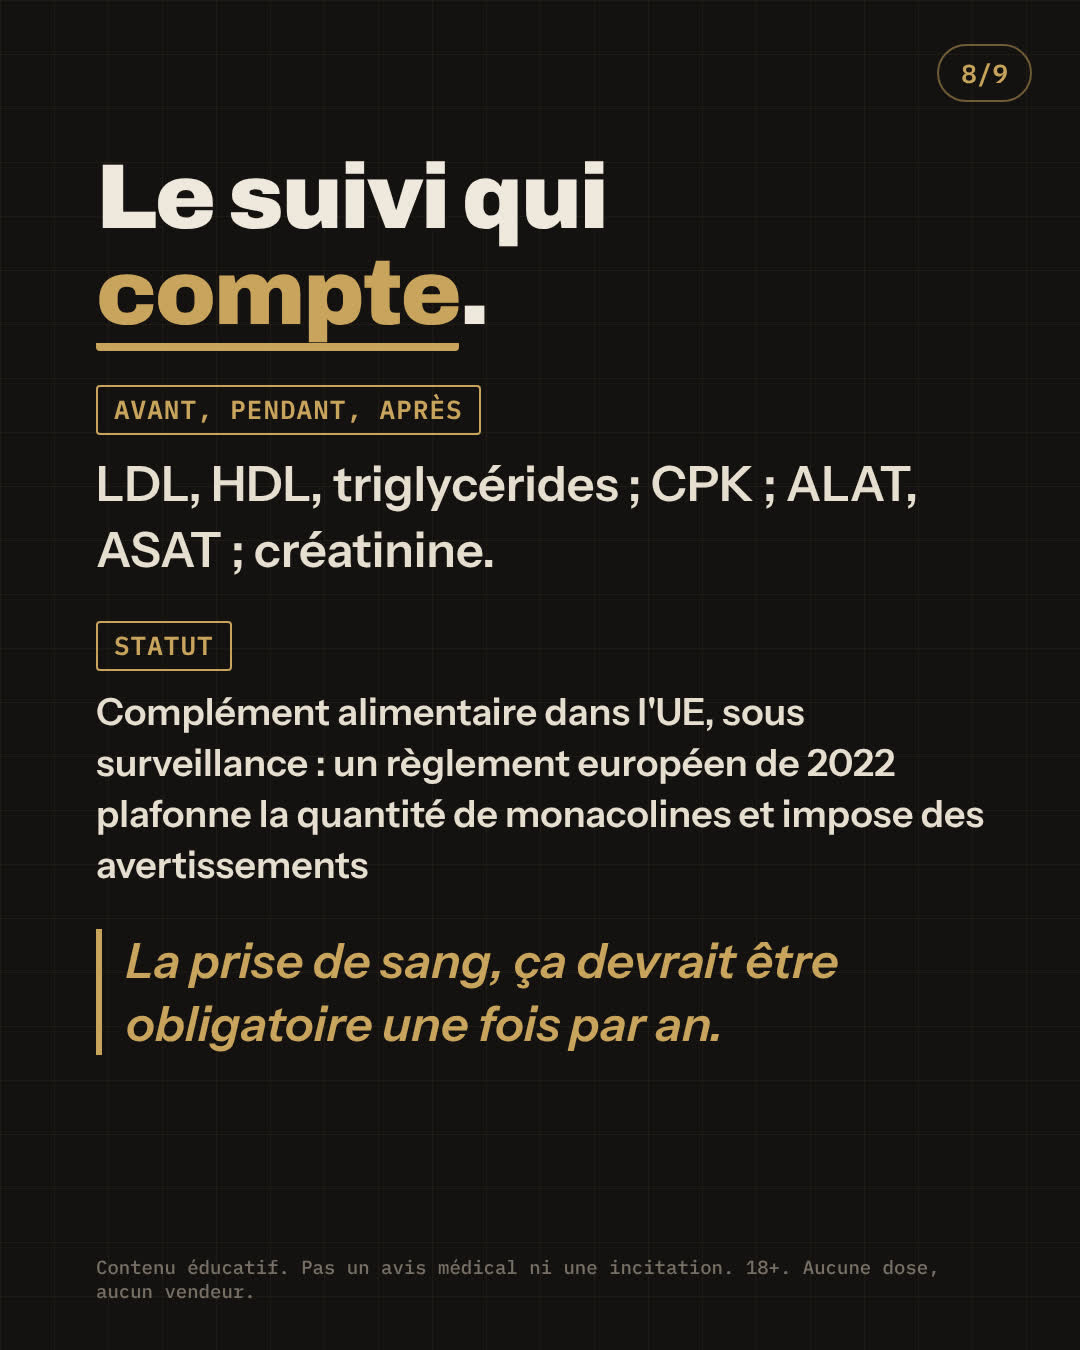 8/9
Le suivi qui
compte.
AVANT, PENDANT, APRÈS
LDL, HDL, triglycérides ; CPK ; ALAT,
ASAT ; créatinine.
STATUT
Complément alimentaire dans l'UE, sous
surveillance : un règlement européen de 2022
plafonne la quantité de monacolines et impose des
avertissements
La prise de sang, ça devrait être
obligatoire une fois par an.
Contenu éducatif. Pas un avis médical ni une incitation. 18+. Aucune dose,
aucun vendeur.